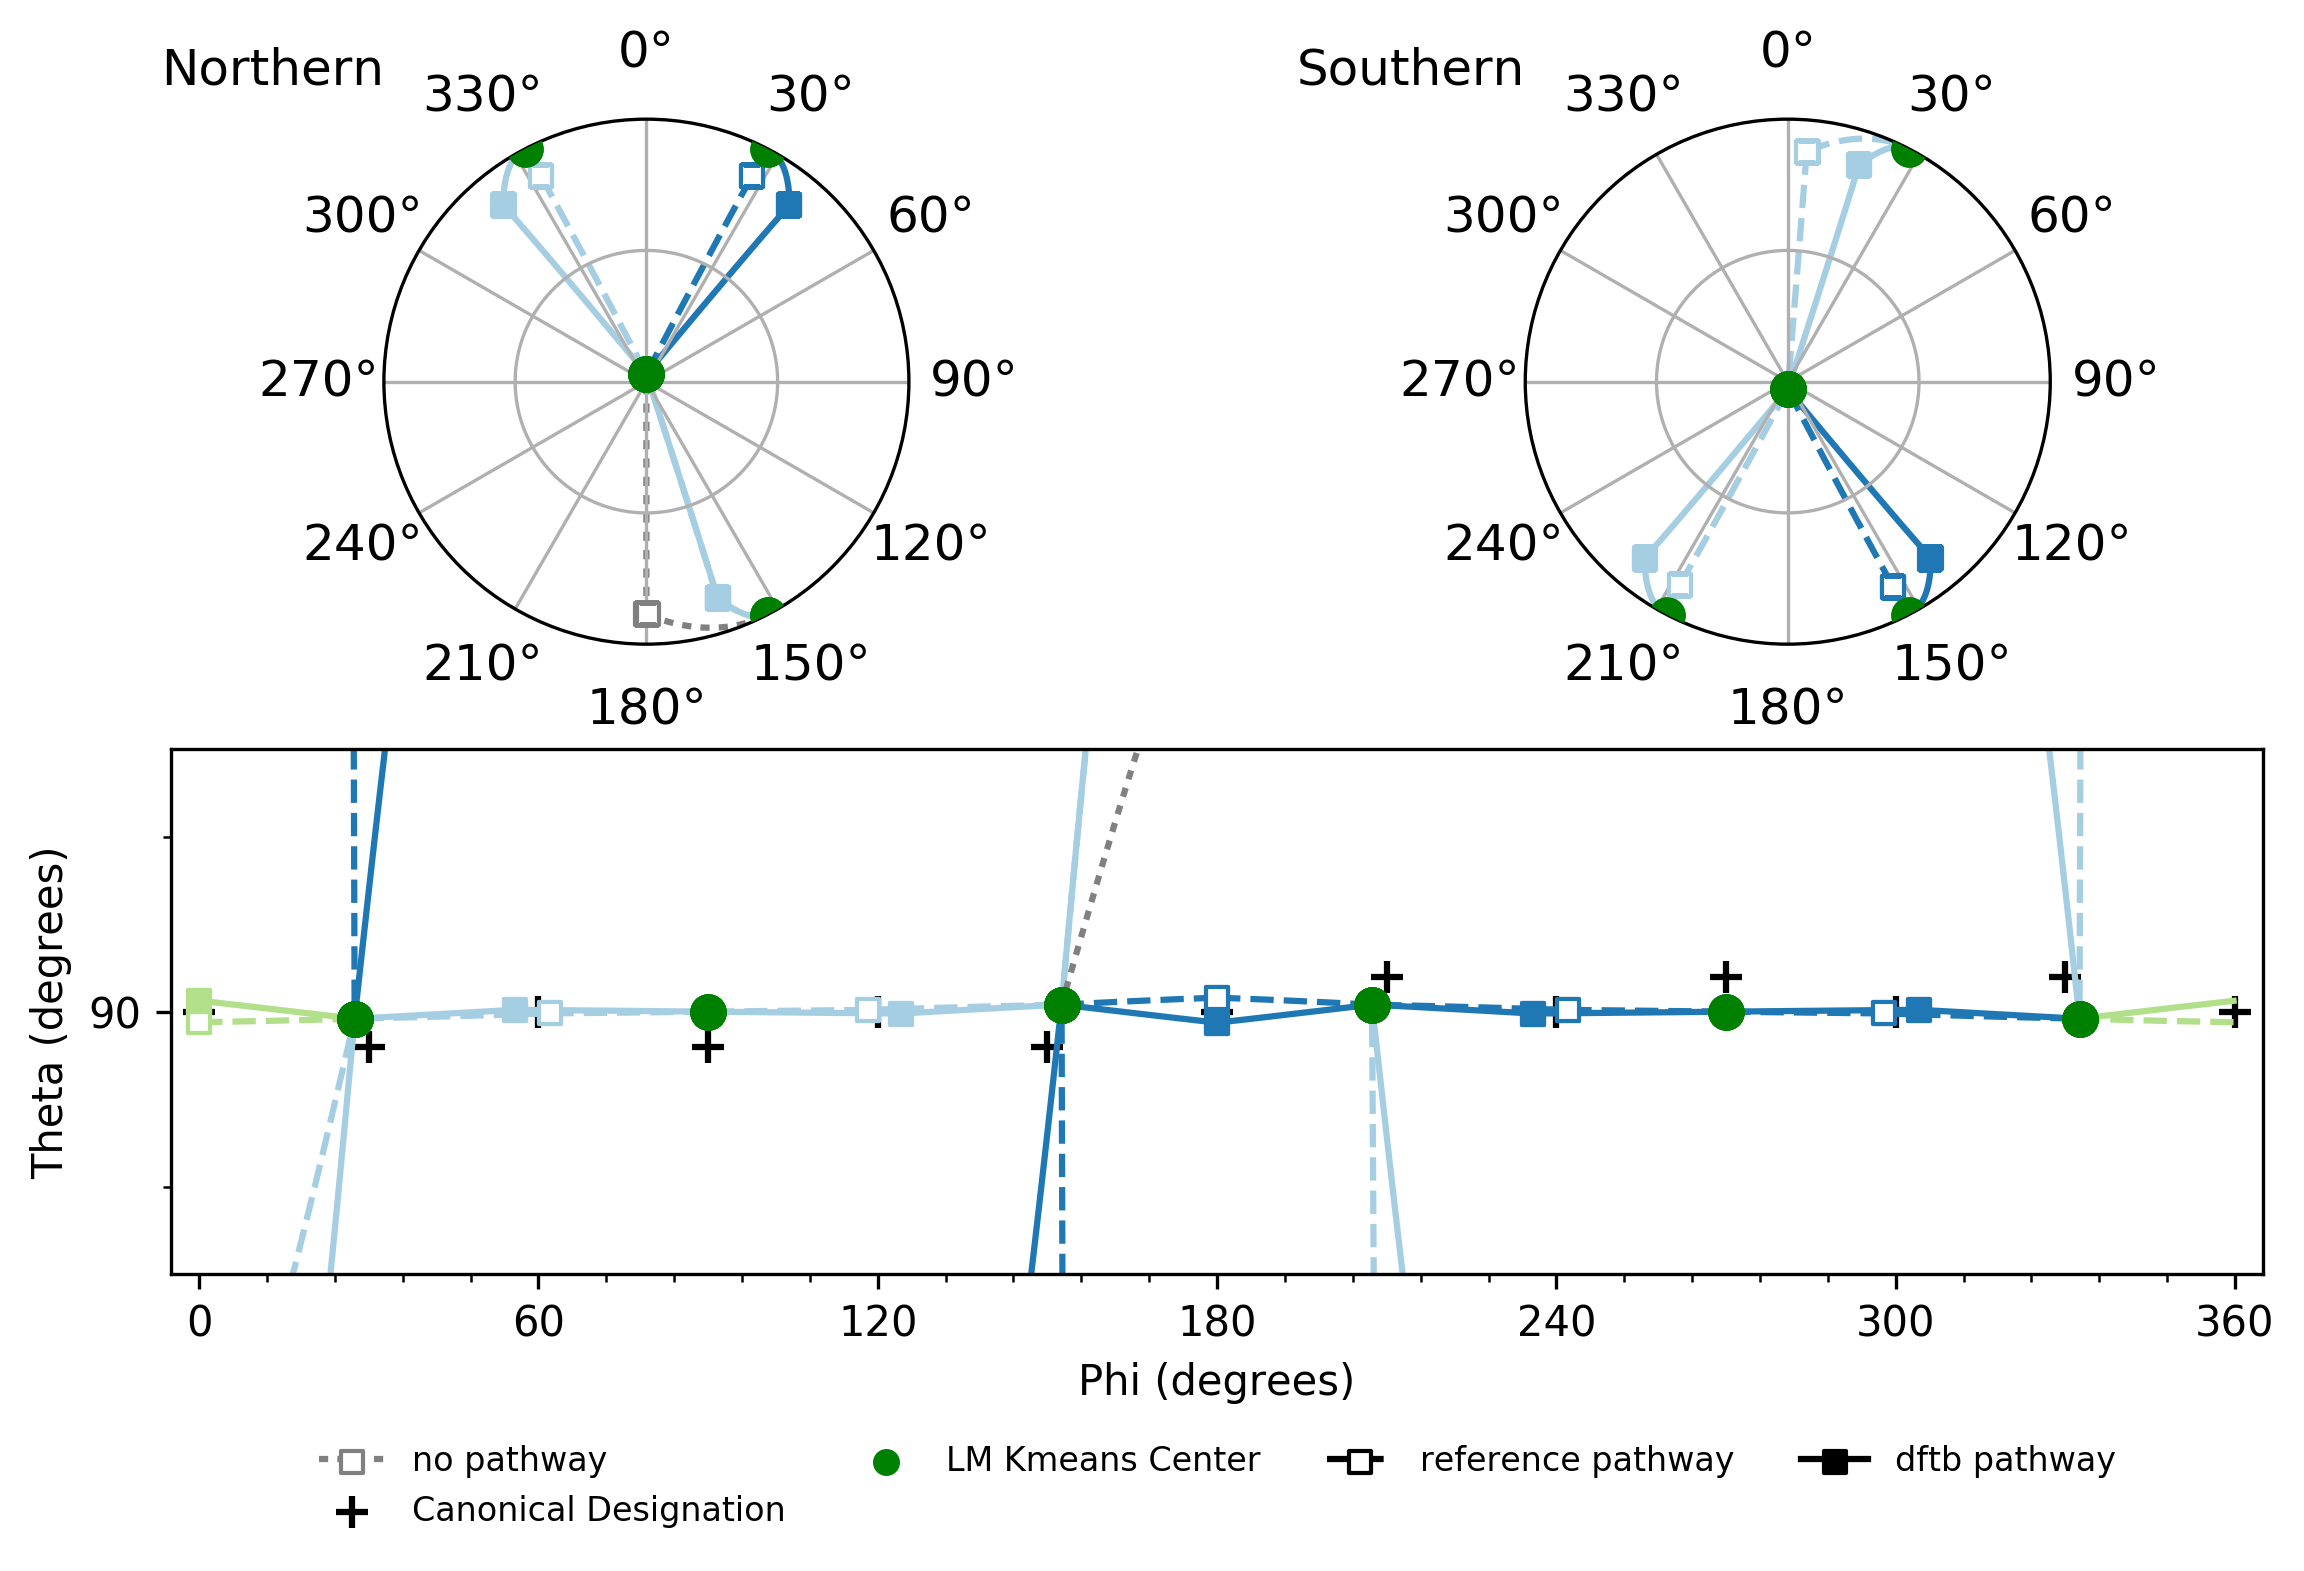 Northern
0°
30°
60°
90°
120°
150°
180°
210°
240°
270°
300°
330°
Southern
0°
30°
60°
90°
120°
150°
180°
210°
240°
270°
300°
330°
Theta (degrees)
90
0 60 120 180 240 300 360
Phi (degrees)
no pathway
Canonical Designation
LM Kmeans Center
reference pathway
dftb pathway